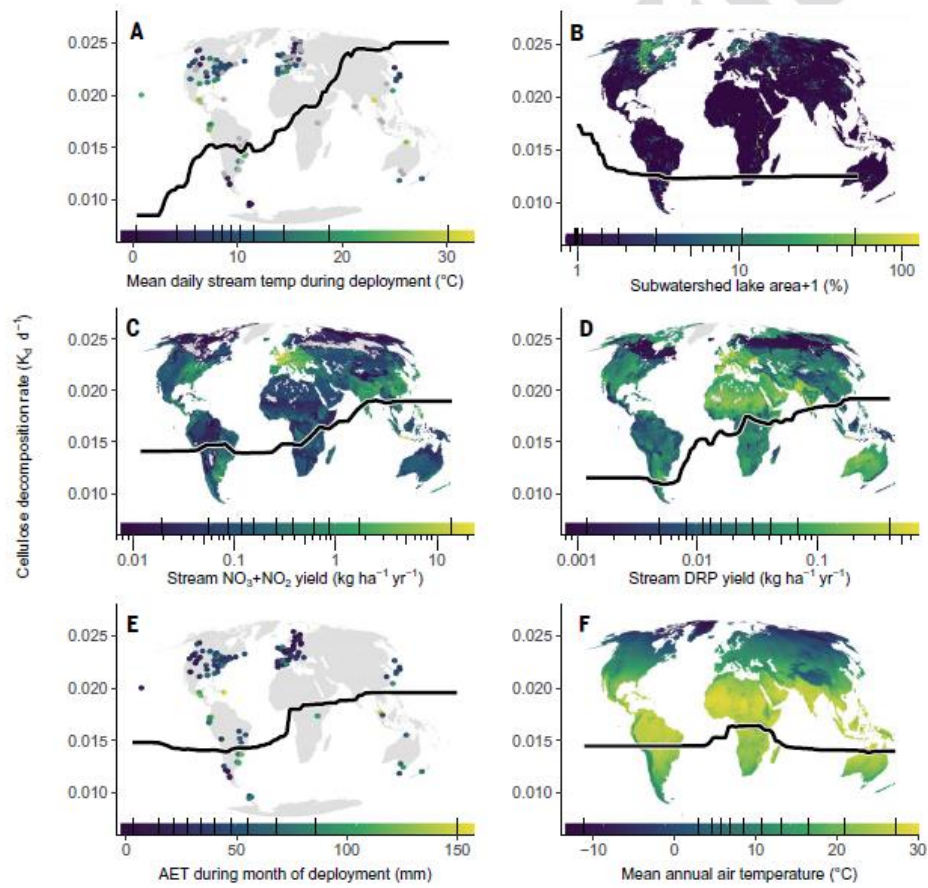 A
B
0.025
0.020
0.015
0.010
0.025
0.020
0.015
0.010
0 10 20 30
Mean daily stream temp during deployment (°C)
1 10 100
Subwatershed lake area+1 (%)
Cellulose decomposition rate (Kd d−1)
C
D
0.025
0.020
0.015
0.010
0.025
0.020
0.015
0.010
0.01 0.1 1 10
Stream NO3+NO2 yield (kg ha−1 yr−1)
0.001 0.01 0.1
Stream DRP yield (kg ha−1 yr−1)
E
F
0.025
0.020
0.015
0.010
0.025
0.020
0.015
0.010
0 50 100 150
AET during month of deployment (mm)
−10 0 10 20 30
Mean annual air temperature (°C)